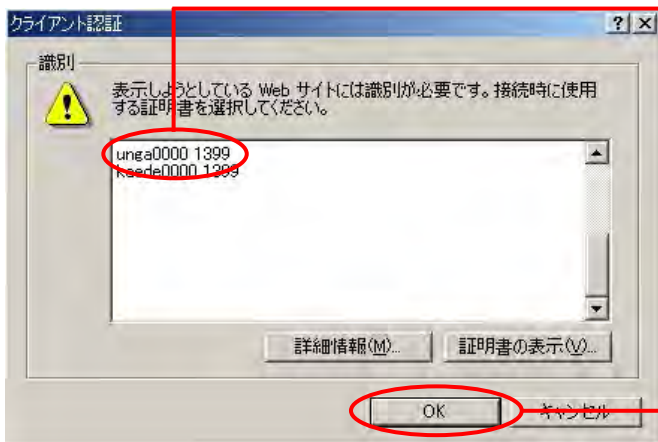 クライアント認証
識別
表示しようとしている Web サイトには識別が必要です。接続時に使用
する証明書を選択してください。
unga0000 1399
kaede0000 1399
詳細情報(M)...
証明書の表示(V)...
OK
キャンセル